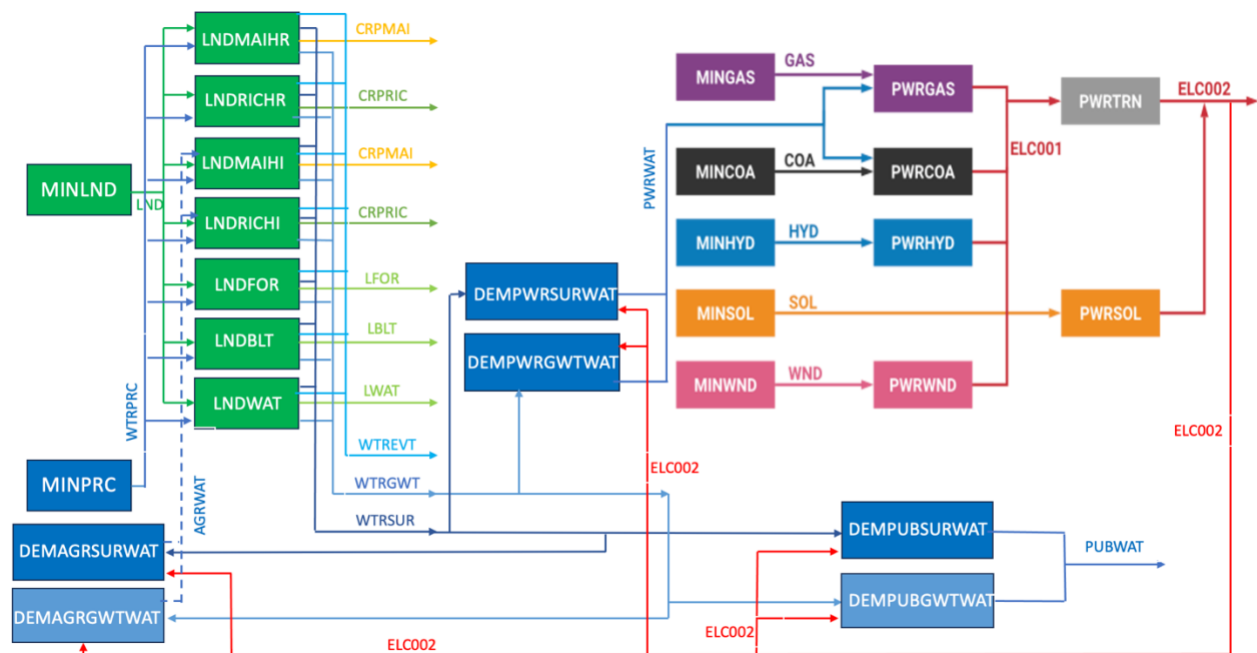 LNDMAIHR
CRPMAI
LNDRICHR
CRPRIC
LNDMAIHI
CRPMAI
MINLND
LND
LNDRICHI
CRPRIC
LNDFOR
LFOR
LNDBLT
LBLT
LNDWAT
LWAT
WTRPRC
WTREVT
MINPRC
WTRGWT
AGRWAT
WTRSUR
DEMAGRSURWAT
DEMAGRGWTWAT
ELC002
DEMPWRSURWAT
DEMPWRGWTWAT
PWRWAT
ELC002
MINGAS
GAS
PWRGAS
PWRTRN
ELC002
ELC001
MINCOA
COA
PWRCOA
MINHYD
HYD
PWRHYD
MINSOL
SOL
PWRSOL
MINWND
WND
PWRWND
ELC002
DEMPUBSURWAT
PUBWAT
DEMPUBGWTWAT
ELC002